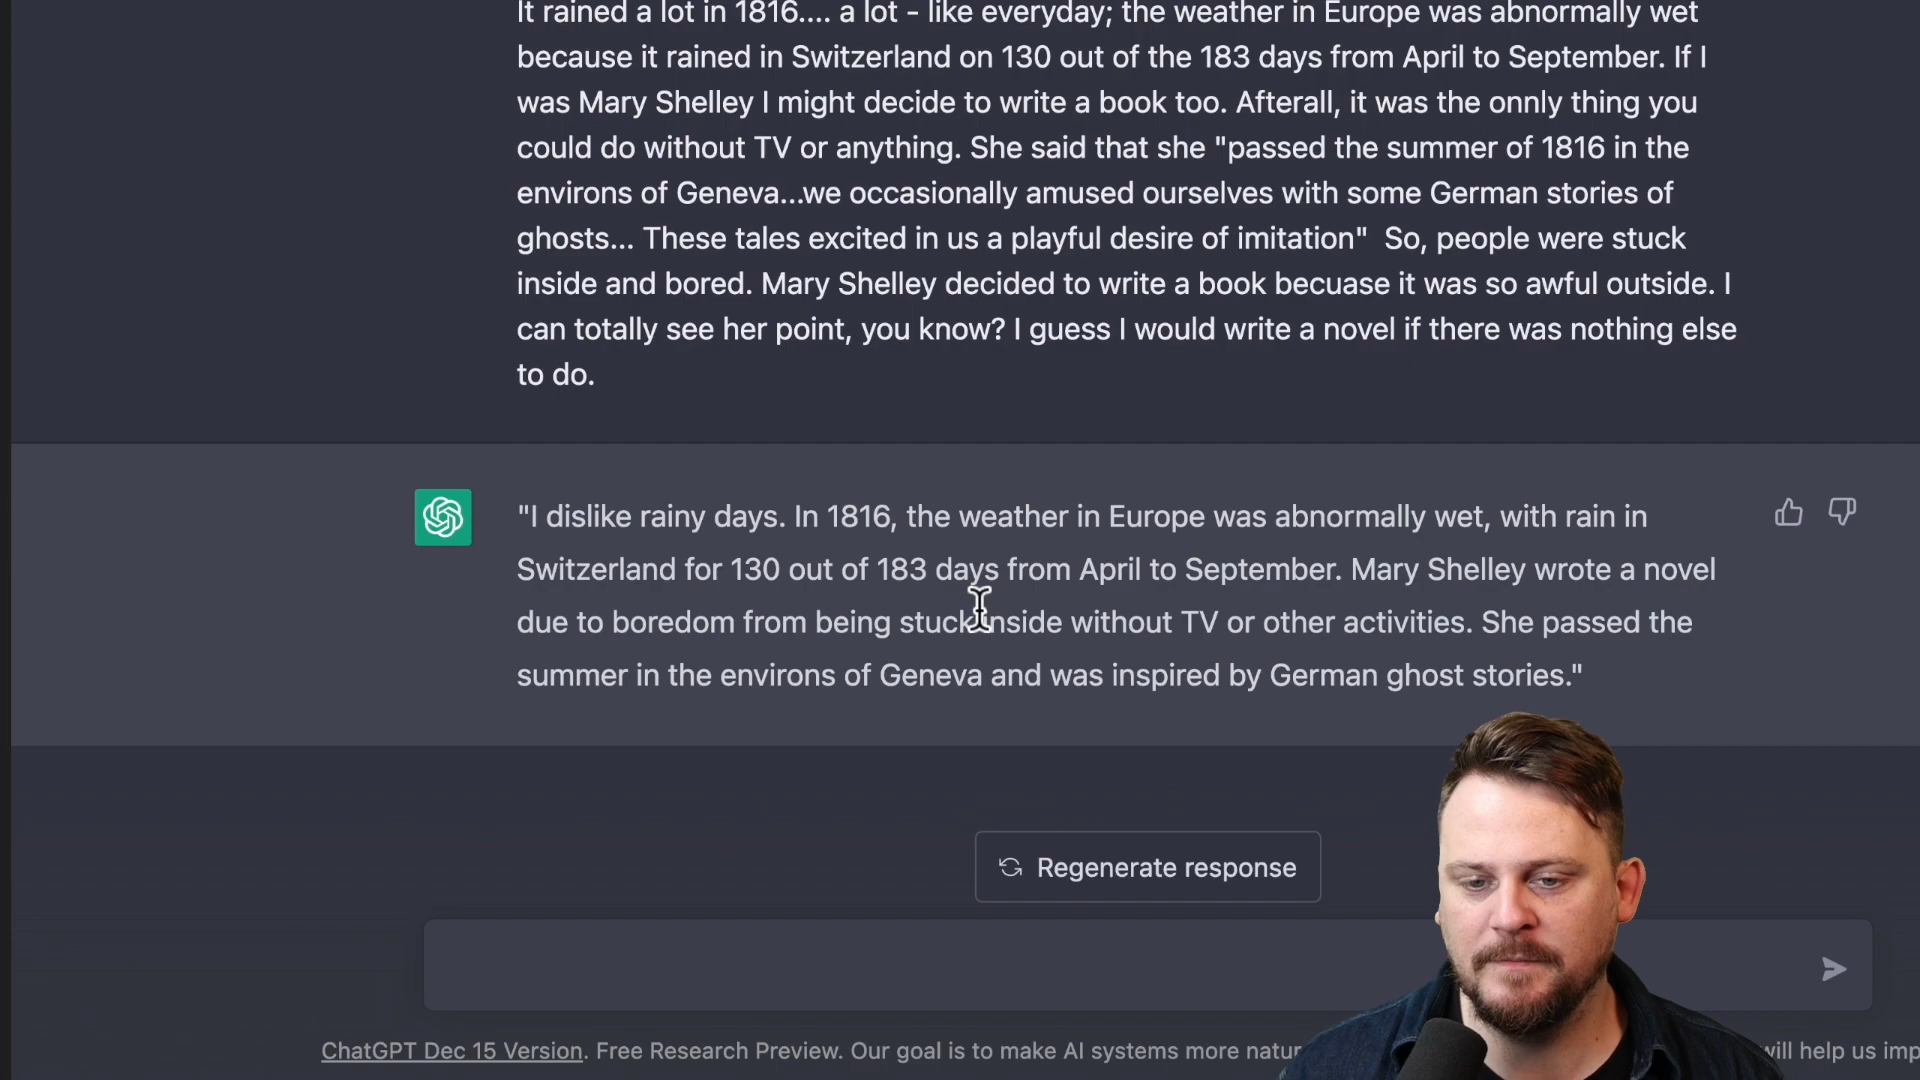 It rained a lot in 1816.... a lot - like everyday; the weather in Europe was abnormally wet
because it rained in Switzerland on 130 out of the 183 days from April to September. If I
was Mary Shelley I might decide to write a book too. Afterall, it was the onnly thing you
could do without TV or anything. She said that she "passed the summer of 1816 in the
environs of Geneva...we occasionally amused ourselves with some German stories of
ghosts... These tales excited in us a playful desire of imitation"  So, people were stuck
inside and bored. Mary Shelley decided to write a book becuase it was so awful outside. I
can totally see her point, you know? I guess I would write a novel if there was nothing else
to do.
"I dislike rainy days. In 1816, the weather in Europe was abnormally wet, with rain in
Switzerland for 130 out of 183 days from April to September. Mary Shelley wrote a novel
due to boredom from being stuck inside without TV or other activities. She passed the
summer in the environs of Geneva and was inspired by German ghost stories."
Regenerate response
ChatGPT Dec 15 Version. Free Research Preview. Our goal is to make AI systems more will help us